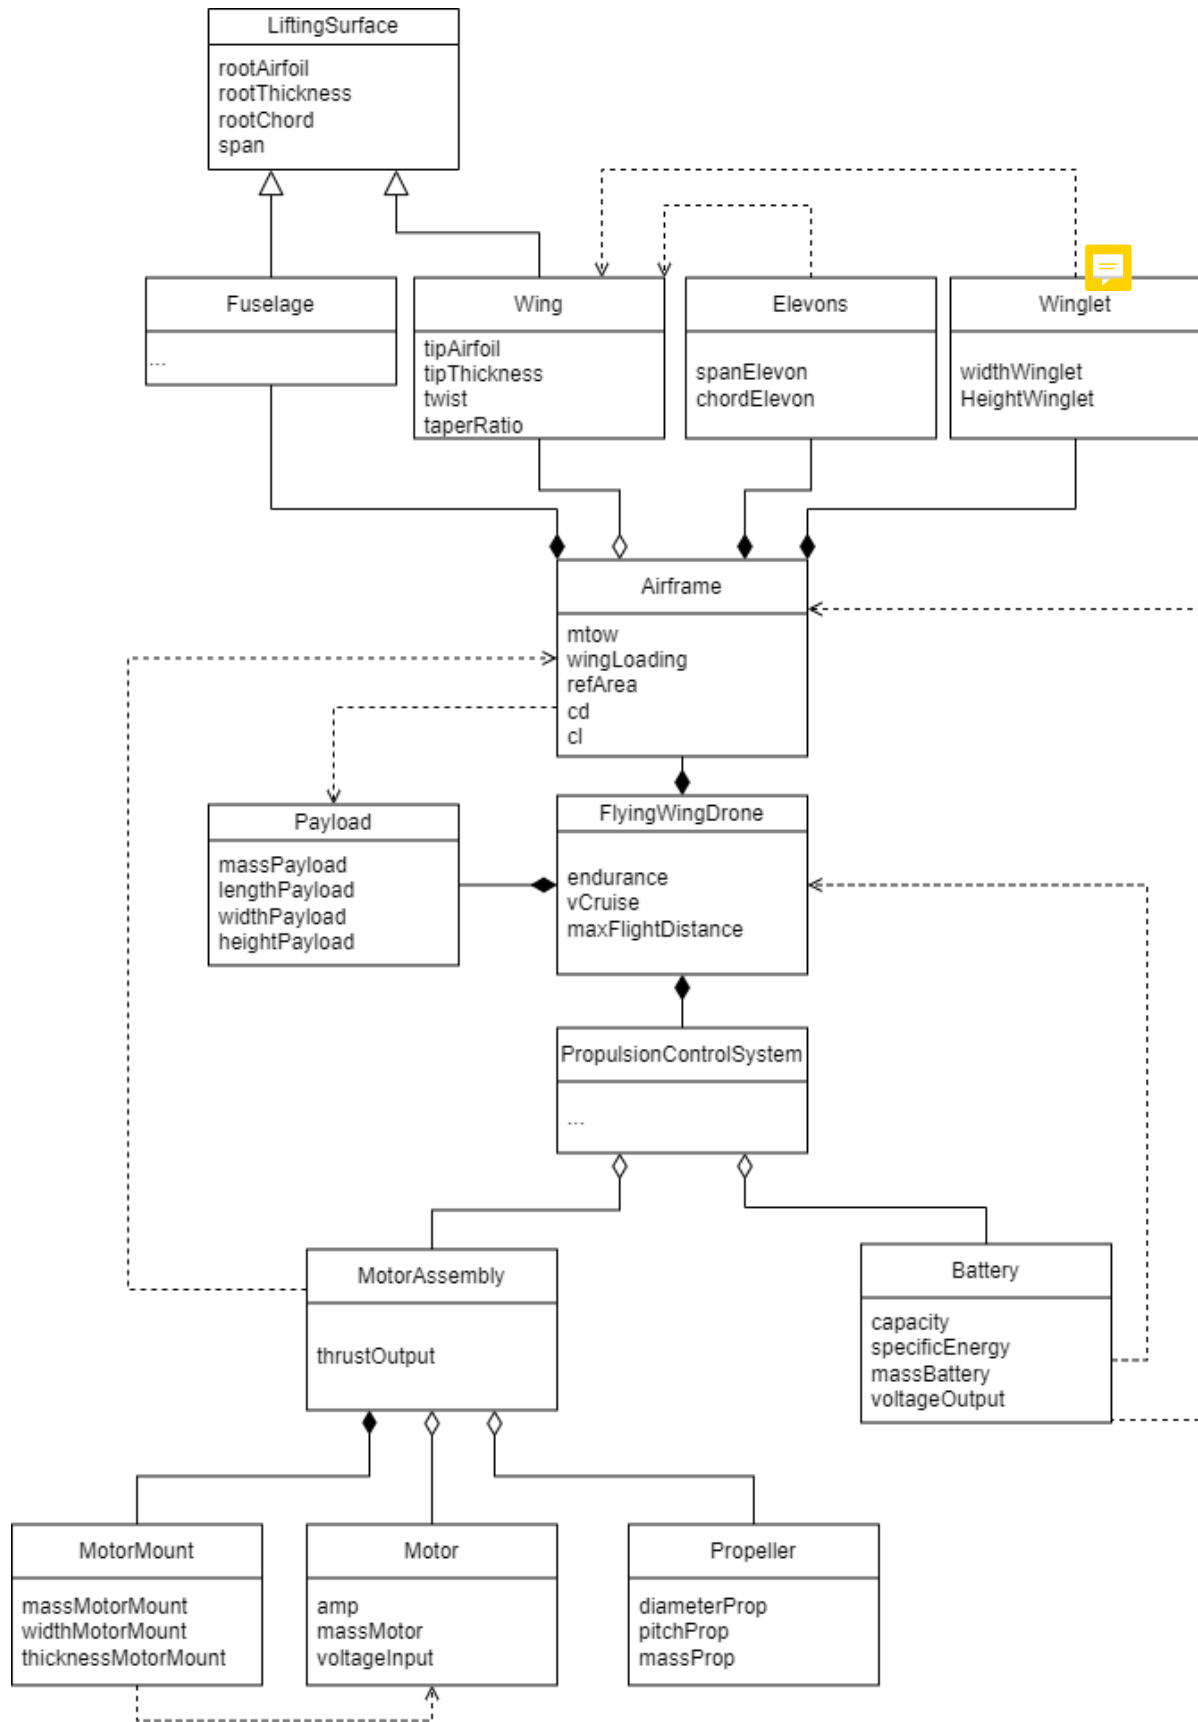 LiftingSurface
rootAirfoil
rootThickness
rootChord
span
Fuselage
...
Wing
tipAirfoil
tipThickness
twist
taperRatio
Elevons
spanElevon
chordElevon
Winglet
widthWinglet
HeightWinglet
Airframe
mtow
wingLoading
refArea
cd
cl
Payload
massPayload
lengthPayload
widthPayload
heightPayload
FlyingWingDrone
endurance
vCruise
maxFlightDistance
PropulsionControlSystem
...
MotorAssembly
thrustOutput
Battery
capacity
specificEnergy
massBattery
voltageOutput
MotorMount
massMotorMount
widthMotorMount
thicknessMotorMount
Motor
amp
massMotor
voltageInput
Propeller
diameterProp
pitchProp
massProp